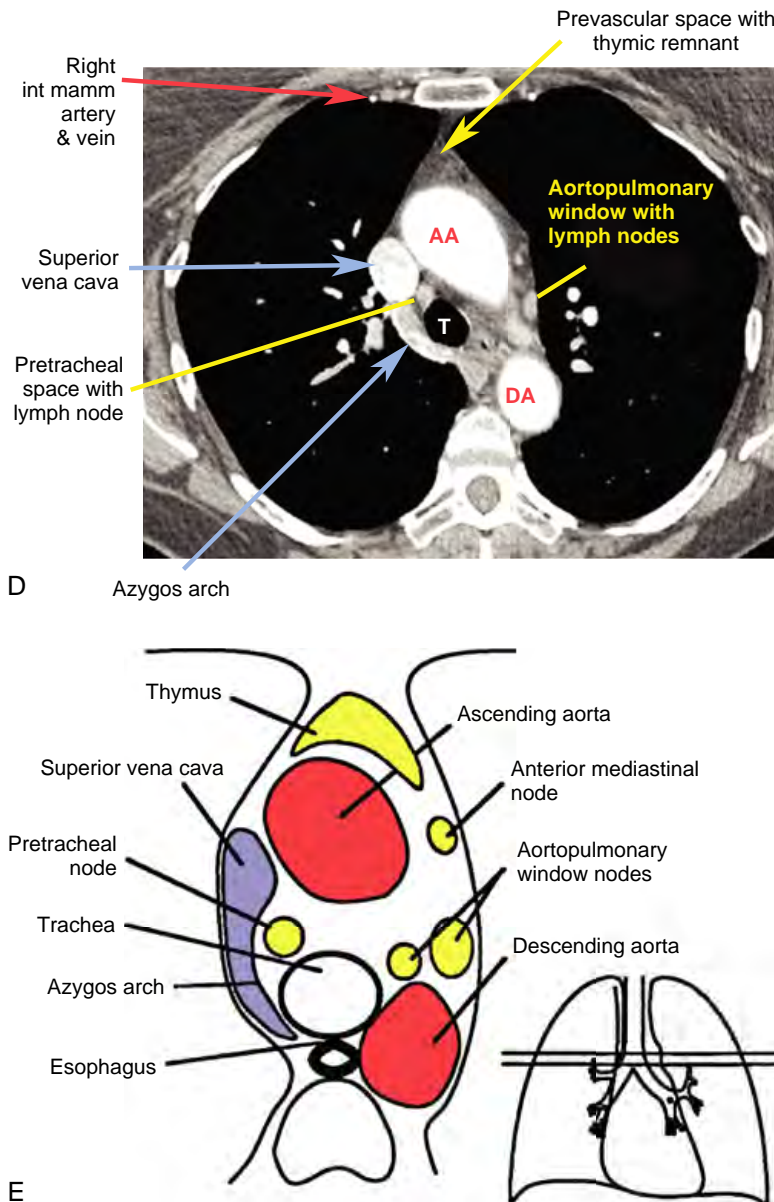 Prevascular space with
thymic remnant
Right
int mamm
artery
& vein
Aortopulmonary
window with
lymph nodes
AA
Superior
vena cava
T
Pretracheal
space with
lymph node
DA
Azygos arch
D
Thymus
Ascending aorta
Superior vena cava
Anterior mediastinal
node
Pretracheal
node
Aortopulmonary
window nodes
Trachea
Descending aorta
Azygos arch
Esophagus
E